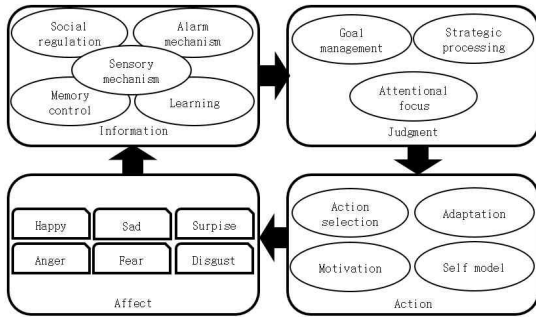 Social
regulation
Alarm
mechanism
Sensory
mechanism
Memory
control
Learning
Information
Goal
management
Strategic
processing
Attentional
focus
Judgment
Happy
Sad
Surpise
Anger
Fear
Disgust
Affect
Action
selection
Adaptation
Motivation
Self model
Action